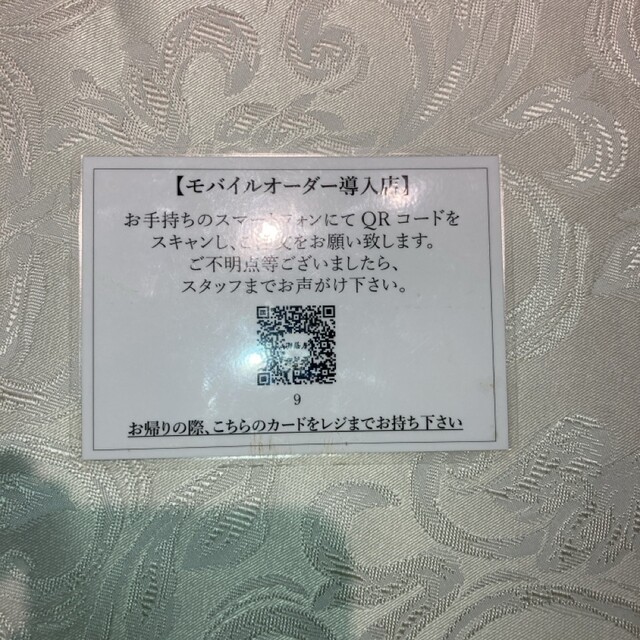 【モバイルオーダー導入店】
お手持ちのスマートフォンにて QR コードを
スキャンし、ご注文をお願い致します。
ご不明点等ございましたら、
スタッフまでお声がけ下さい。
9
お帰りの際、こちらのカードをレジまでお持ち下さい